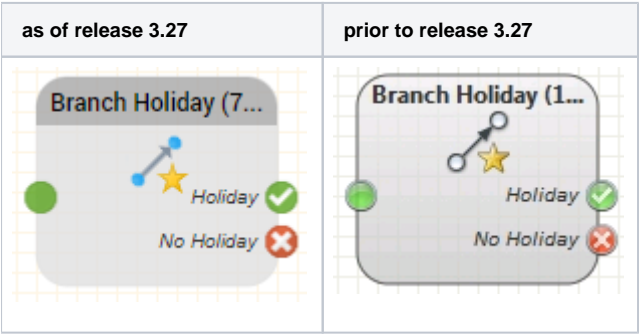 as of release 3.27
prior to release 3.27
Branch Holiday (7...
Holiday
No Holiday
Branch Holiday (1...
Holiday
No Holiday